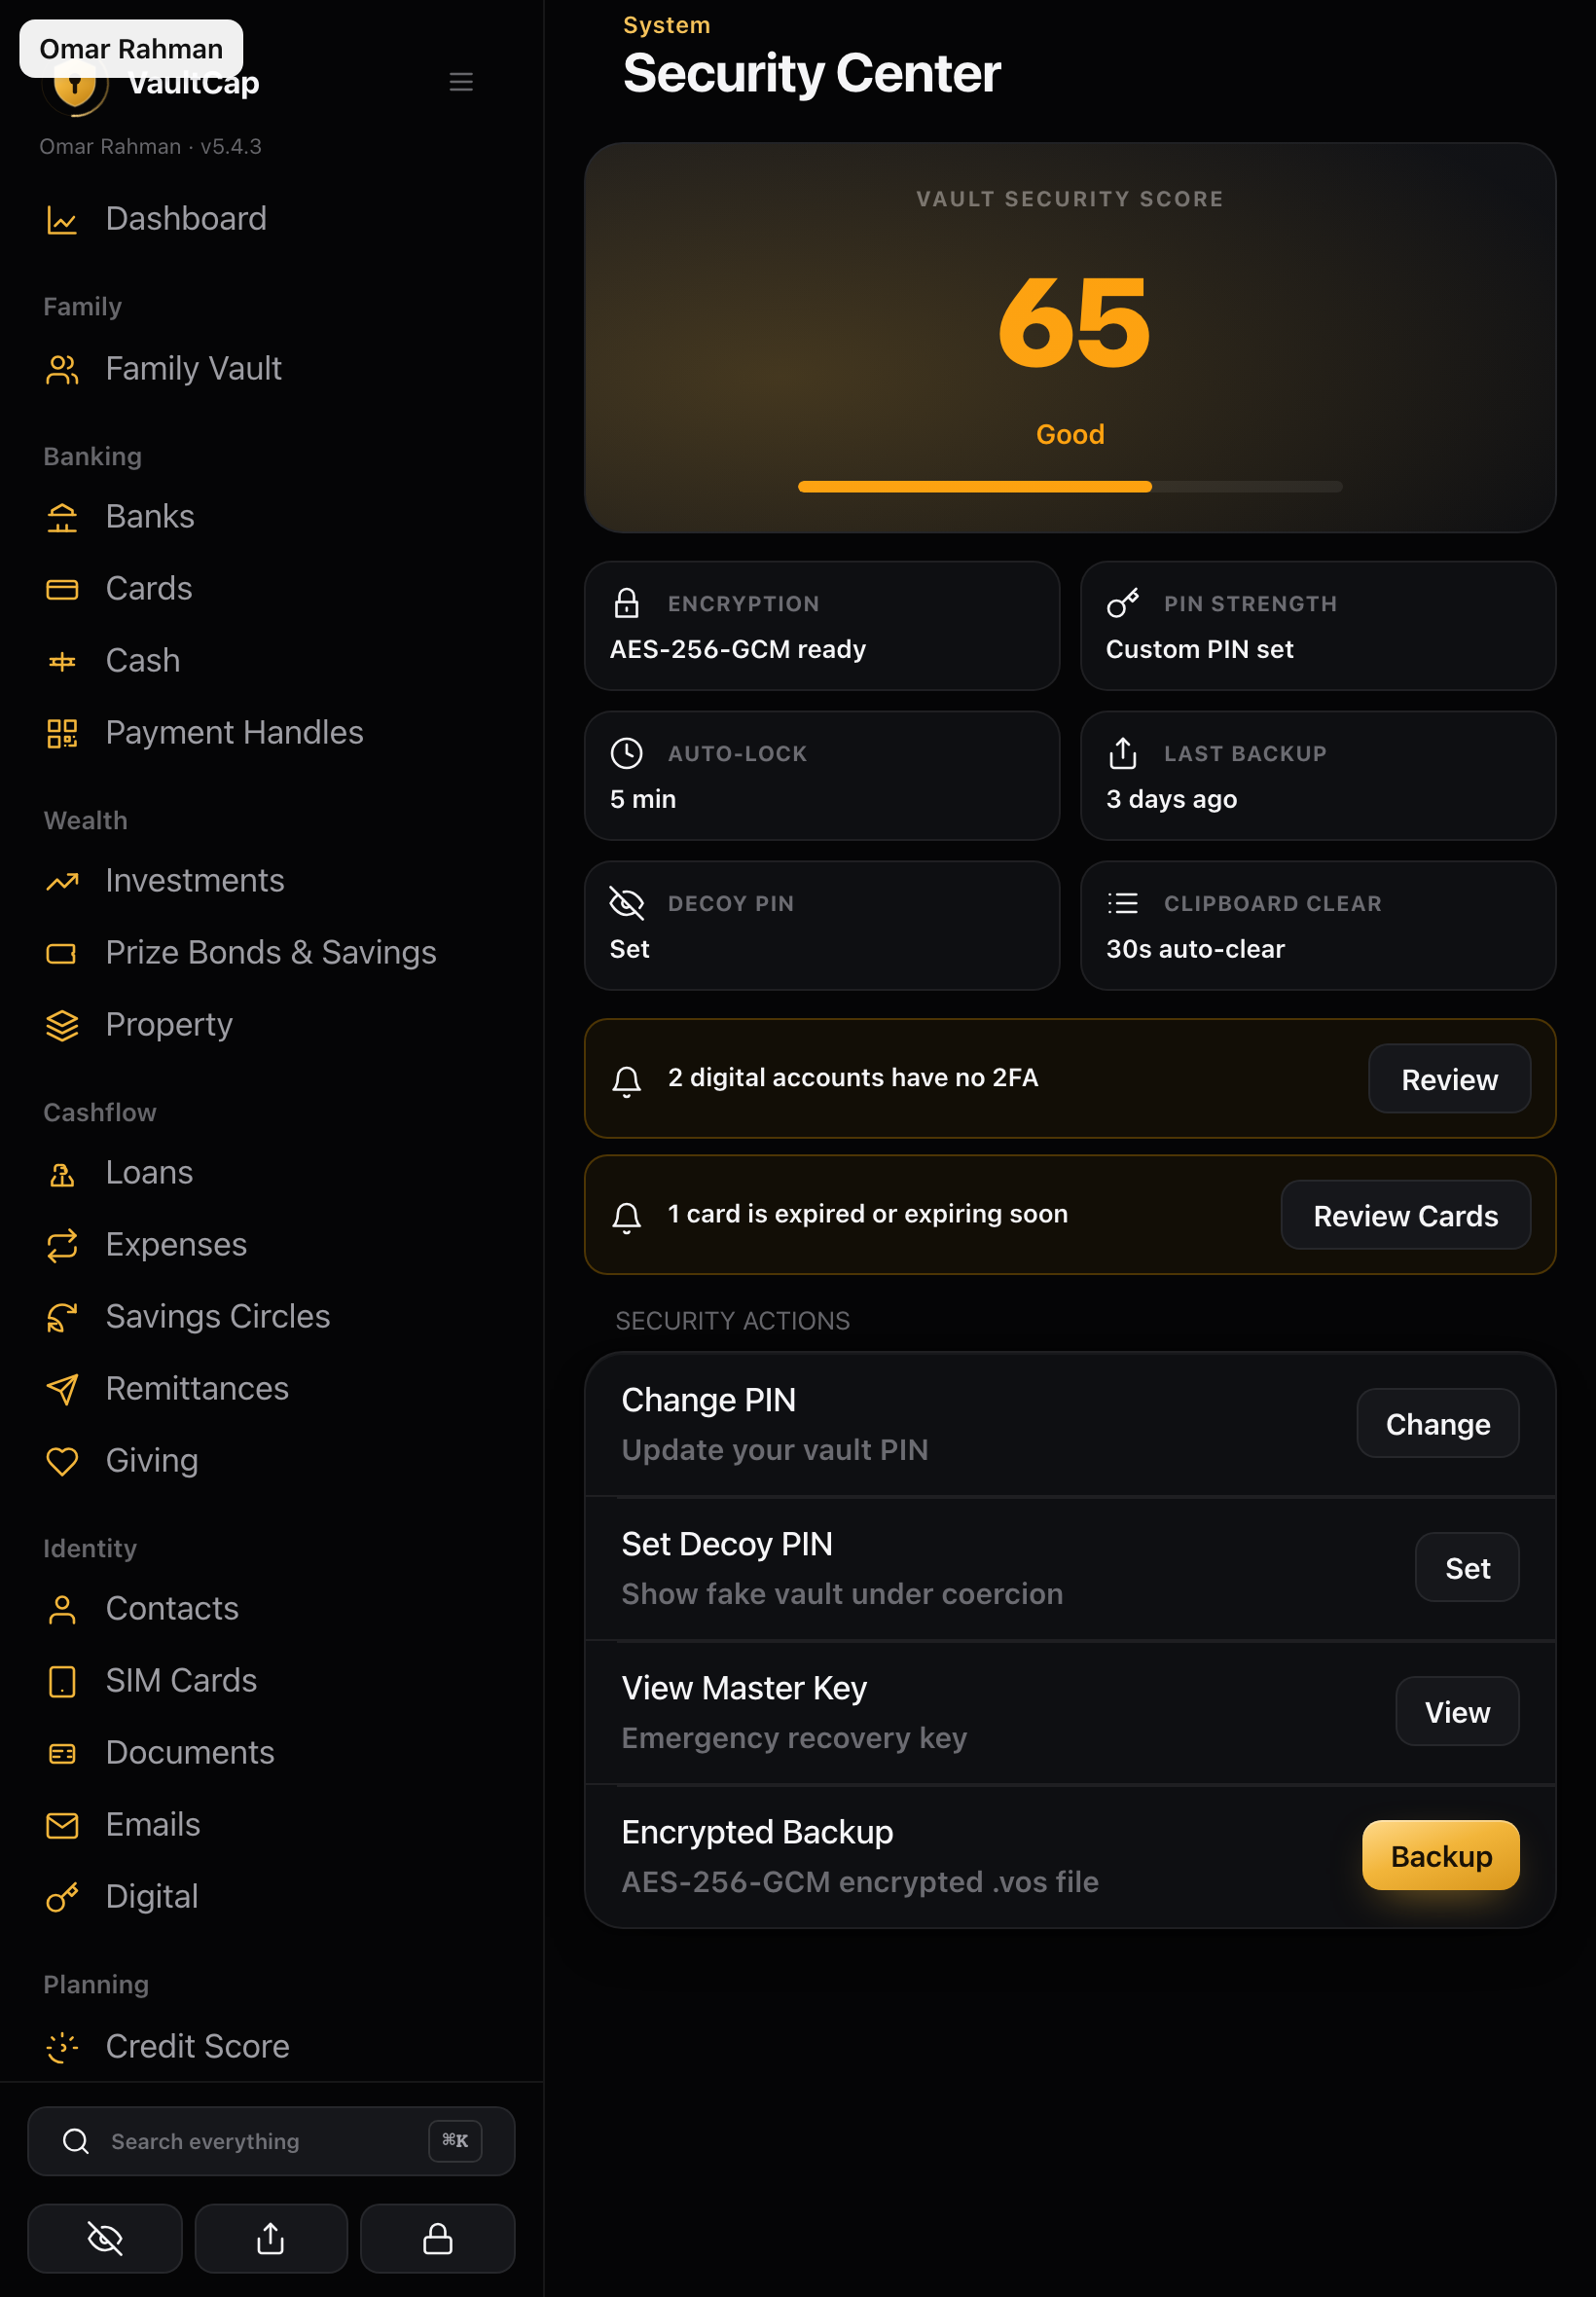 Omar Rahman
VaultCap
Omar Rahman · v5.4.3
Dashboard
Family
Family Vault
Banking
Banks
Cards
Cash
Payment Handles
Wealth
Investments
Prize Bonds & Savings
Property
Cashflow
Loans
Expenses
Savings Circles
Remittances
Giving
Identity
Contacts
SIM Cards
Documents
Emails
Digital
Planning
Credit Score
Search everything
⌘K
System
Security Center
VAULT SECURITY SCORE
65
Good
ENCRYPTION
AES-256-GCM ready
PIN STRENGTH
Custom PIN set
AUTO-LOCK
5 min
LAST BACKUP
3 days ago
DECOY PIN
Set
CLIPBOARD CLEAR
30s auto-clear
2 digital accounts have no 2FA
Review
1 card is expired or expiring soon
Review Cards
SECURITY ACTIONS
Change PIN
Update your vault PIN
Change
Set Decoy PIN
Show fake vault under coercion
Set
View Master Key
Emergency recovery key
View
Encrypted Backup
AES-256-GCM encrypted .vos file
Backup